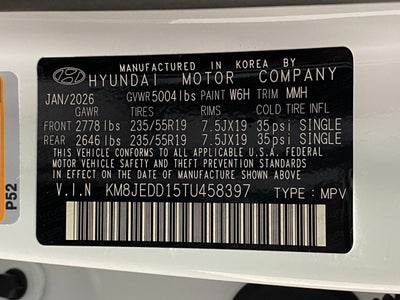 MANUFACTURED IN KOREA BY
HYUNDAI MOTOR COMPANY
JAN/2026 GVWR 5004 lbs PAINT W6H TRIM MMH
GAWR TIRES RIMS COLD TIRE INFL
FRONT 2778 lbs 235/55R19 7.5JX19 35psi SINGLE
REAR 2646 lbs 235/55R19 7.5JX19 35psi SINGLE
THIS VEHICLE CONFORMS TO ALL APPLICABLE U.S.A. FEDERAL
MOTOR VEHICLE SAFETY AND THEFT PREVENTION STANDARDS
IN EFFECT ON THE DATE OF MANUFACTURE SHOWN ABOVE.
V.I.N KM8JEDD15TU458397 TYPE: MPV
P52